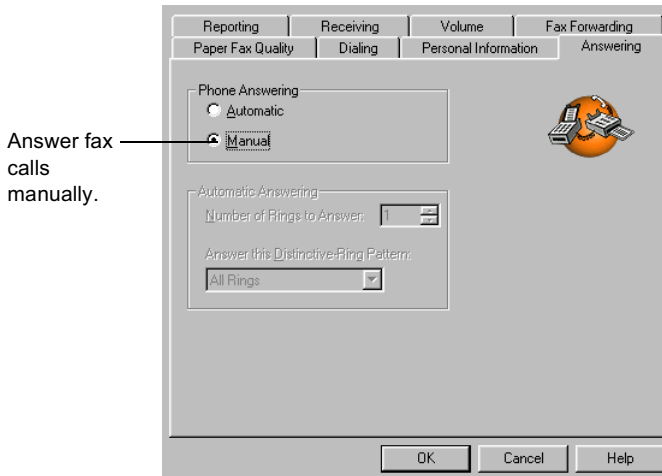 Reporting Receiving Volume Fax Forwarding
Paper Fax Quality Dialing Personal Information Answering
Phone Answering
Automatic
Answer fax
calls
manually.
Manual
Automatic Answering
Number of Rings to Answer: 1
Answer this Distinctive-Ring Pattern:
All Rings
OK Cancel Help